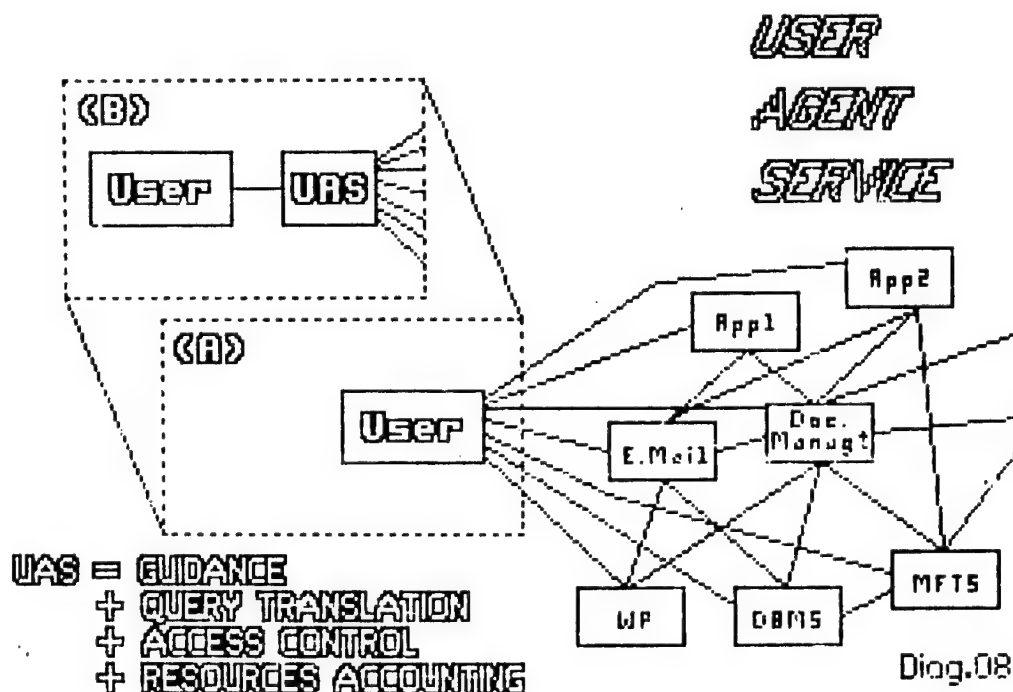 USER
AGENT
SERVICE
(B)
User
UAS
App2
App1
(A)
User
Doc.
Managt
E.Mail
UAS = GUIDANCE
+ QUERY TRANSLATION
+ ACCESS CONTROL
+ RESOURCES ACCOUNTING
WP
DBMS
MFTS
Diag.08